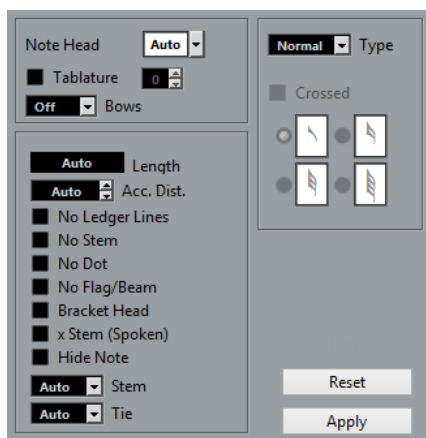 Note Head Auto
Tablature 0
Off Bows
Auto Length
Auto Acc. Dist.
No Ledger Lines
No Stem
No Dot
No Flag/Beam
Bracket Head
x Stem (Spoken)
Hide Note
Auto Stem
Auto Tie
Normal Type
Crossed
Reset
Apply